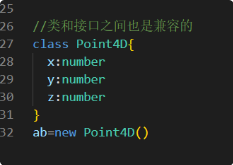 25
26 //类和接口之间也是兼容的
27 class Point4D{
28 x:number
29 y:number
30 z:number
31 }
32 ab=new Point4D()